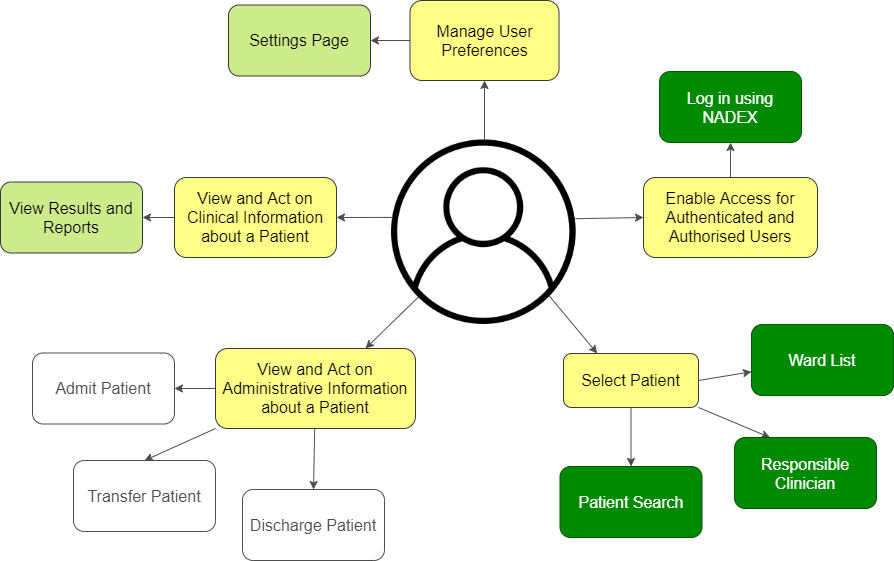 Manage User
Preferences
Settings Page
Log in using
NADEX
Enable Access for
Authenticated and
Authorised Users
View and Act on
Clinical Information
about a Patient
View Results and
Reports
View and Act on
Administrative Information
about a Patient
Admit Patient
Transfer Patient
Discharge Patient
Select Patient
Ward List
Responsible
Clinician
Patient Search